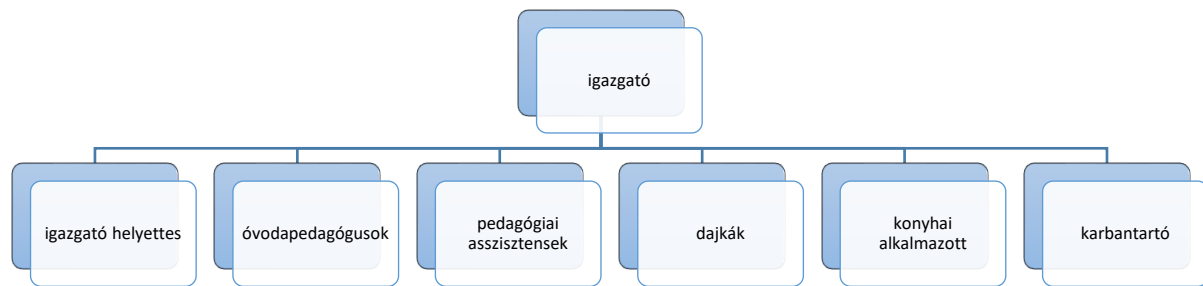 igazgató
igazgató helyettes
óvodapedagógusok
pedagógiai
asszisztensek
dajkák
konyhai
alkalmazott
karbantartó